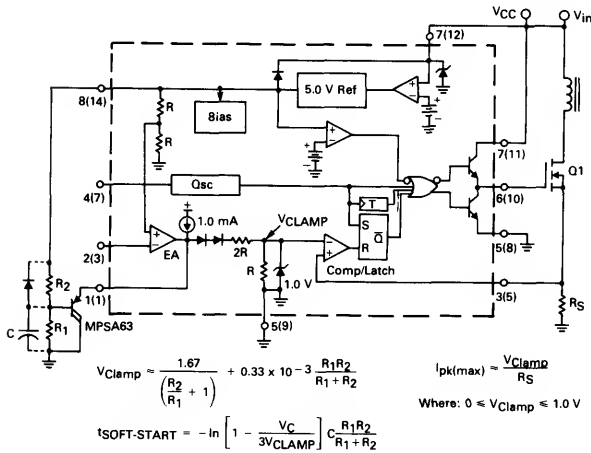 VCC
Vin
7(12)
8(14)
R
R
8ias
5.0 V Ref
+
−
+
−
+
−
+
−
7(11)
Q1
4(7)
Osc
T
6(10)
+
1.0 mA
VCLAMP
S
Q̅
R
5(8)
2(3)
+
−
EA
2R
−
+
Comp/Latch
R
1.0 V
3(5)
R2
1(1)
C
R1
MPSA63
5(9)
RS
VClamp ≈ 1.67 / (R2/R1 + 1) + 0.33 x 10 −3 R1R2 / R1 + R2
Ipk(max) ≈ VClamp / RS
Where: 0 ⩽ VClamp ⩽ 1.0 V
tSOFT-START = −ln [1 − VC / 3VCLAMP] C R1R2 / R1 + R2